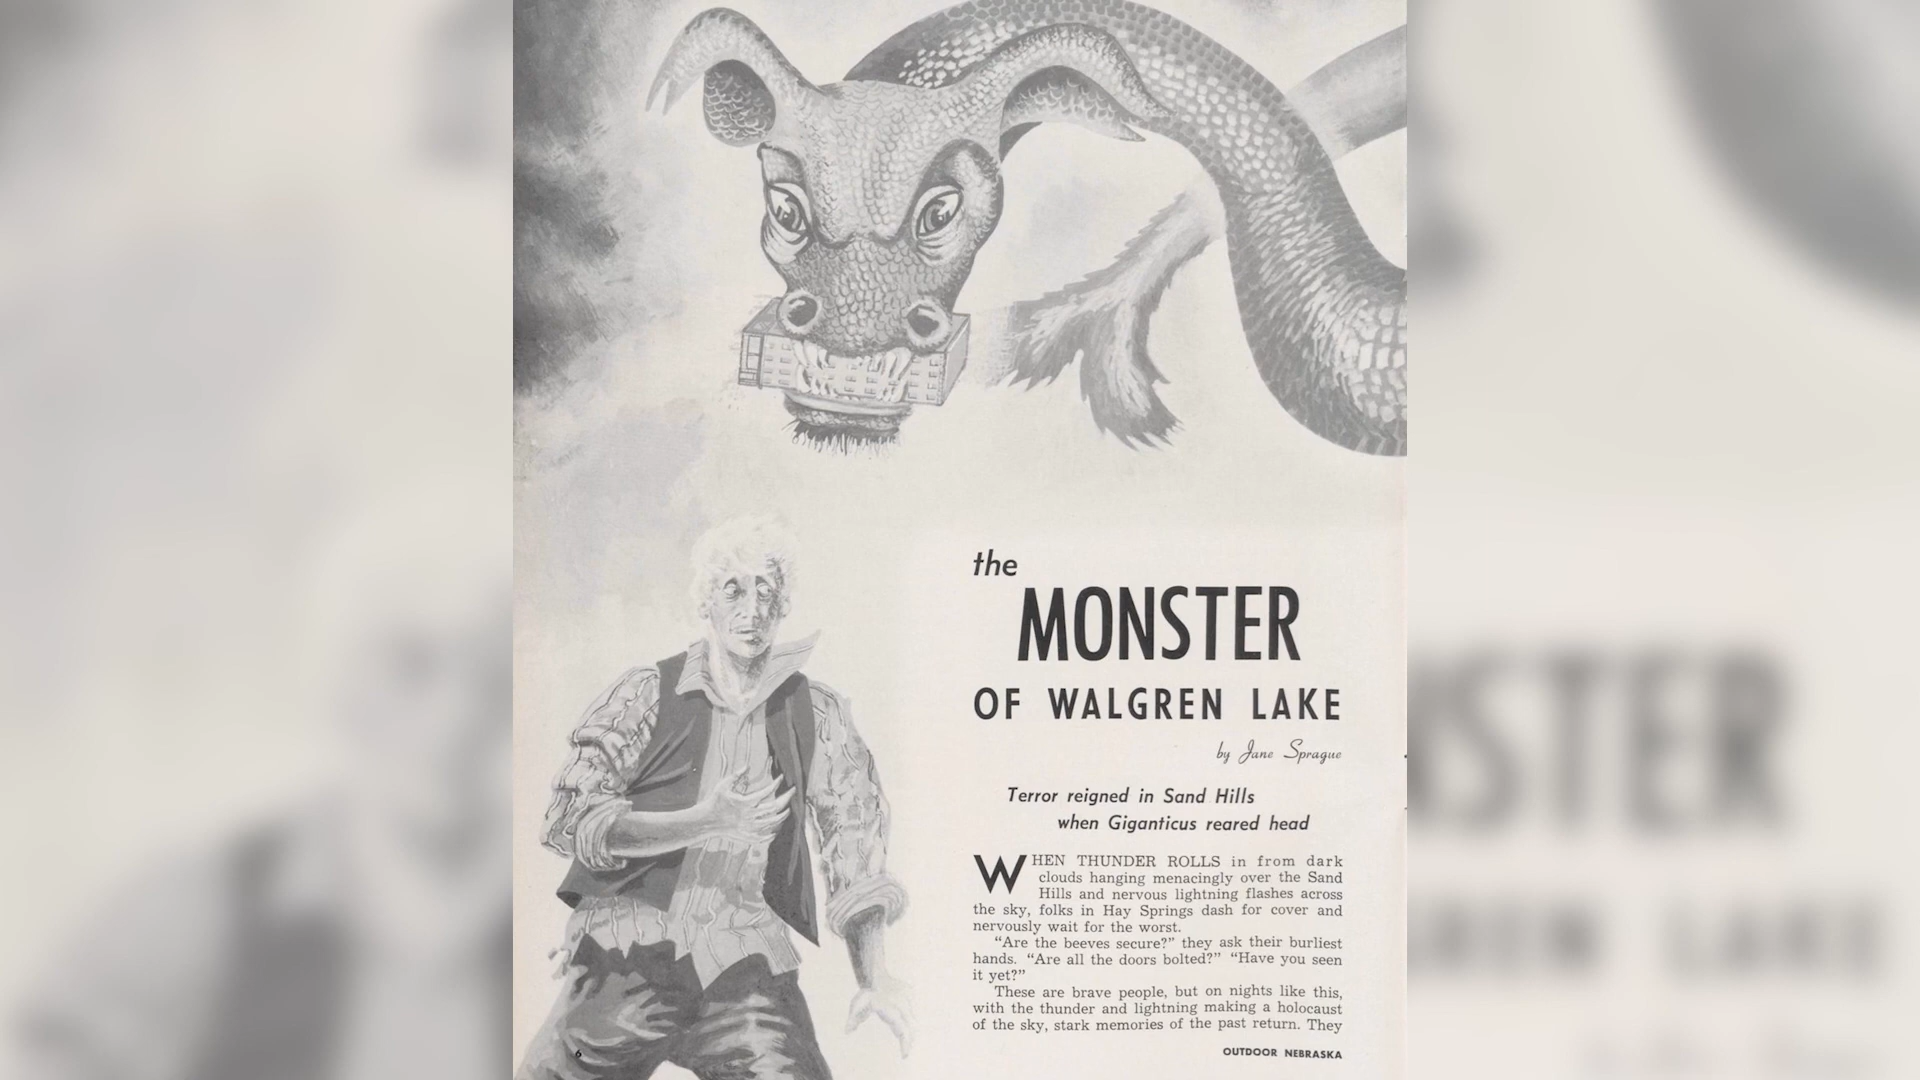 the
MONSTER
OF WALGREN LAKE
by Jane Sprague
Terror reigned in Sand Hills
when Giganticus reared head
WHEN THUNDER ROLLS in from dark
clouds hanging menacingly over the Sand
Hills and nervous lightning flashes across
the sky, folks in Hay Springs dash for cover and
nervously wait for the worst.
“Are the beeves secure?” they ask their burliest
hands. “Are all the doors bolted?” “Have you seen
it yet?”
These are brave people, but on nights like this,
with the thunder and lightning making a holocaust
of the sky, stark memories of the past return. They
6
OUTDOOR NEBRASKA